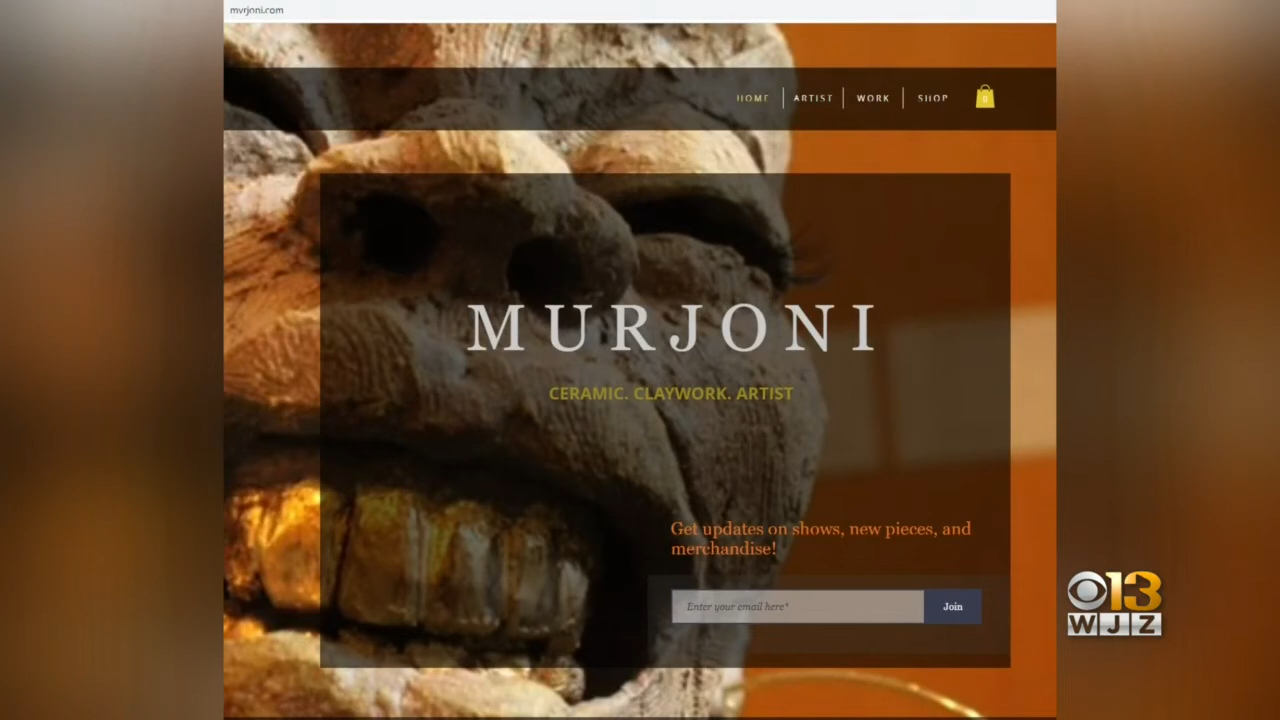 mvrjoni.com
HOME ARTIST WORK SHOP 0
MURJONI
CERAMIC. CLAYWORK. ARTIST
Get updates on shows, new pieces, and
merchandise!
Enter your email here*
Join
13
WJZ